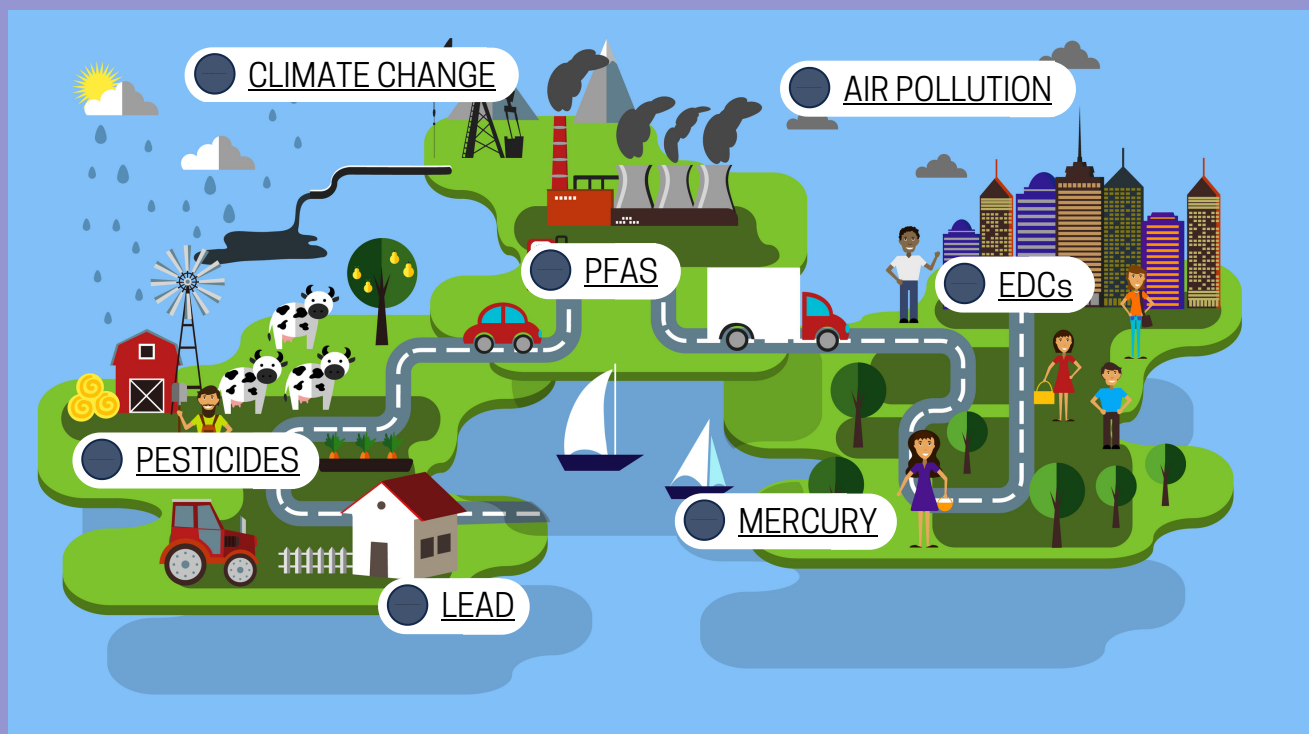 CLIMATE CHANGE
AIR POLLUTION
PFAS
EDCs
PESTICIDES
MERCURY
LEAD